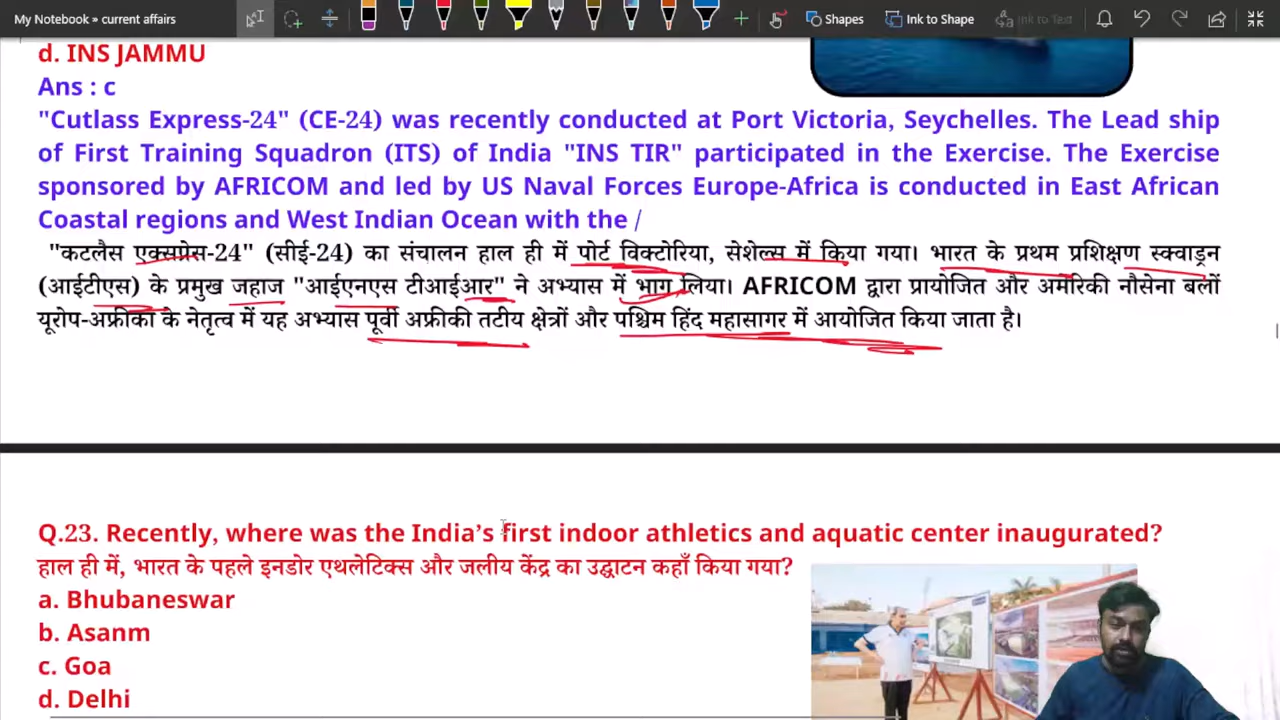 My Notebook » current affairs
Shapes
Ink to Shape
Ink to Text
d. INS JAMMU
Ans : c
"Cutlass Express-24" (CE-24) was recently conducted at Port Victoria, Seychelles. The Lead ship
of First Training Squadron (ITS) of India "INS TIR" participated in the Exercise. The Exercise
sponsored by AFRICOM and led by US Naval Forces Europe-Africa is conducted in East African
Coastal regions and West Indian Ocean with the /
"कटलैस एक्सप्रेस-24" (सीई-24) का संचालन हाल ही में पोर्ट विक्टोरिया, सेशेल्स में किया गया। भारत के प्रथम प्रशिक्षण स्क्वाड्रन
(आईटीएस) के प्रमुख जहाज "आईएनएस टीआईआर" ने अभ्यास में भाग लिया। AFRICOM द्वारा प्रायोजित और अमेरिकी नौसेना बलों
यूरोप-अफ्रीका के नेतृत्व में यह अभ्यास पूर्वी अफ्रीकी तटीय क्षेत्रों और पश्चिम हिंद महासागर में आयोजित किया जाता है।
Q.23. Recently, where was the India’s first indoor athletics and aquatic center inaugurated?
हाल ही में, भारत के पहले इनडोर एथलेटिक्स और जलीय केंद्र का उद्घाटन कहाँ किया गया?
a. Bhubaneswar
b. Asanm
c. Goa
d. Delhi